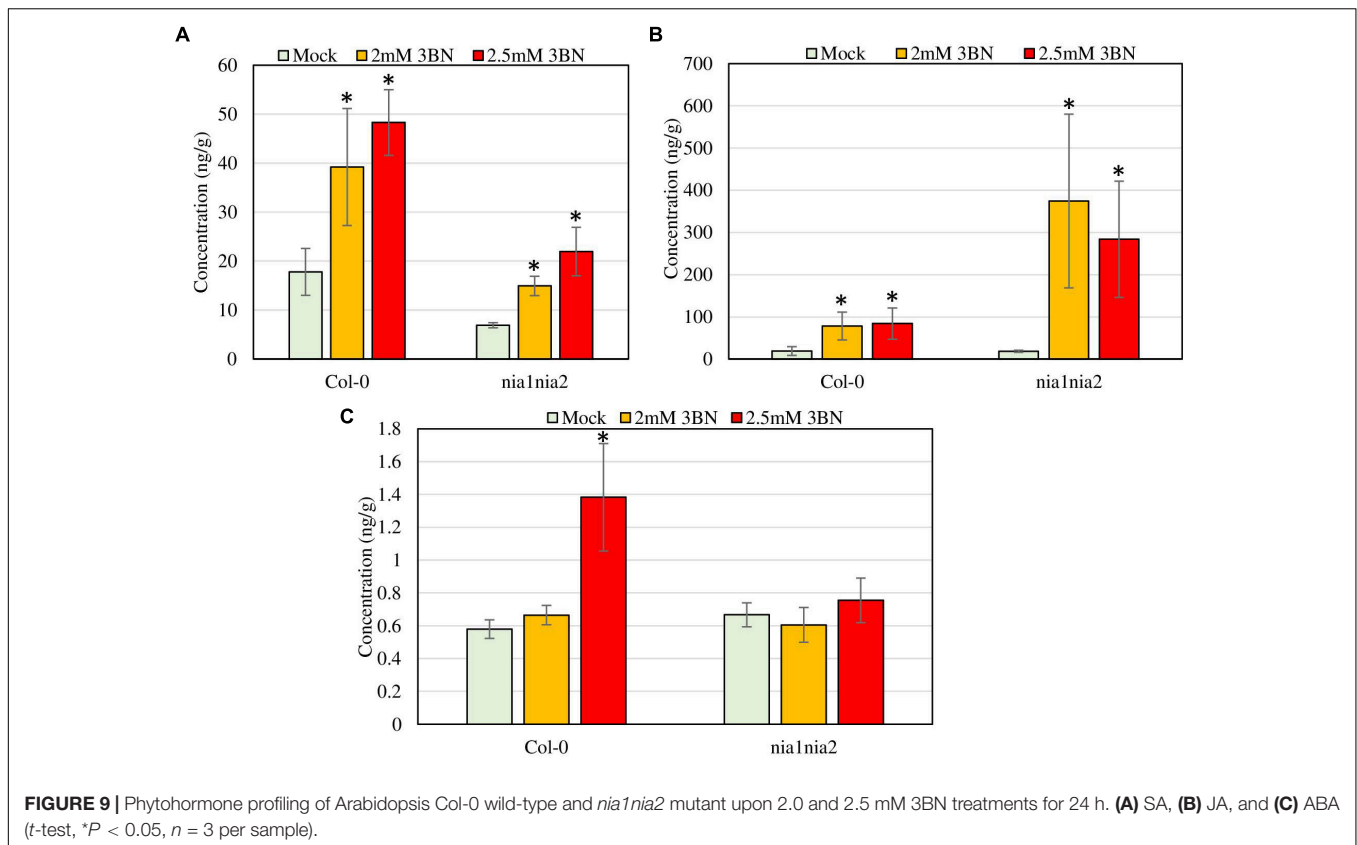 A
Mock 2mM 3BN 2.5mM 3BN
60
50
40
30
20
10
0
Concentration (ng/g)
* * * *
Col-0 nia1nia2
B
Mock 2mM 3BN 2.5mM 3BN
700
600
500
400
300
200
100
0
Concentration (ng/g)
* * * *
Col-0 nia1nia2
C
Mock 2mM 3BN 2.5mM 3BN
1.8
1.6
1.4
1.2
1
0.8
0.6
0.4
0.2
0
Concentration (ng/g)
*
Col-0 nia1nia2
FIGURE 9 | Phytohormone profiling of Arabidopsis Col-0 wild-type and nia1nia2 mutant upon 2.0 and 2.5 mM 3BN treatments for 24 h. (A) SA, (B) JA, and (C) ABA
(t-test, *P < 0.05, n = 3 per sample).